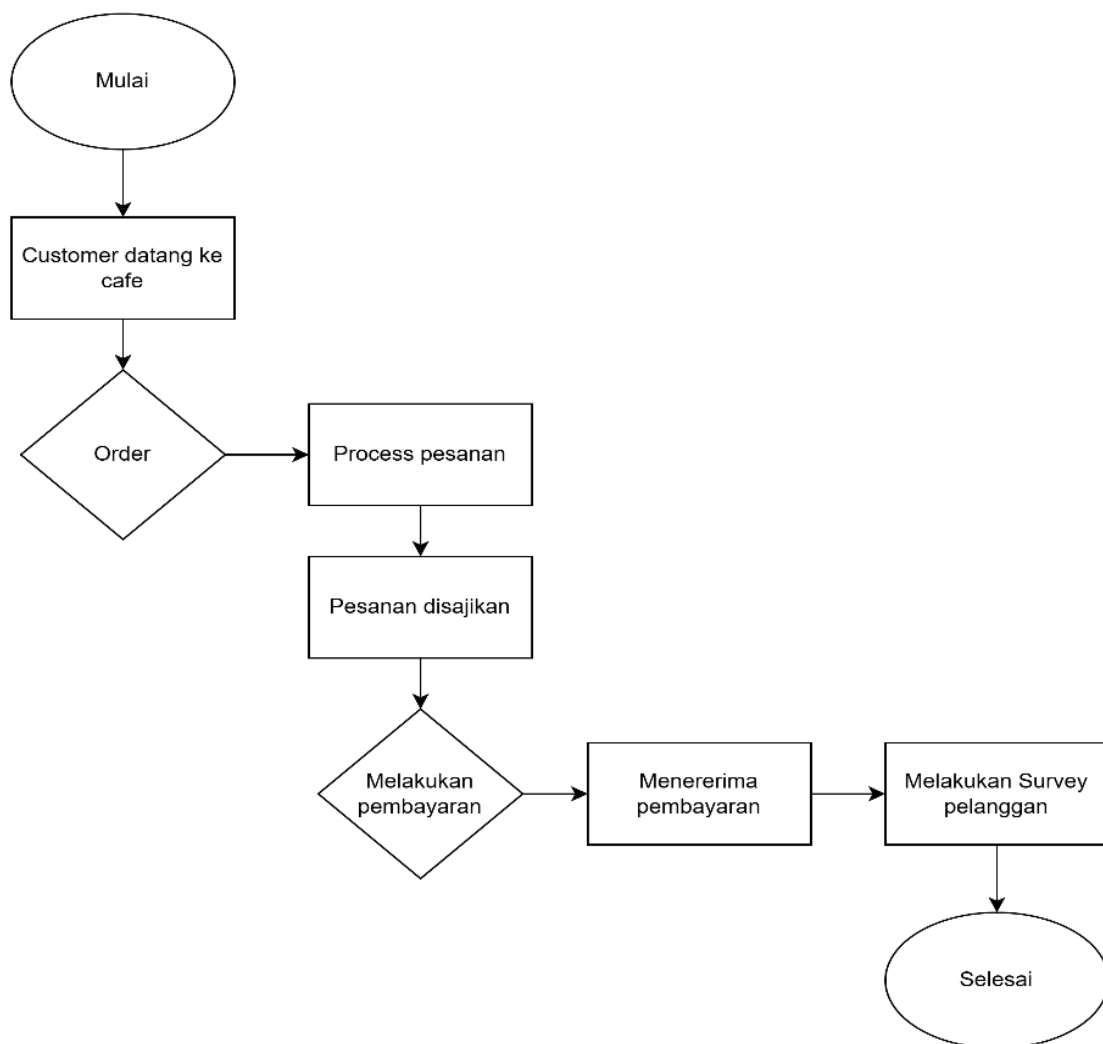 Mulai
Customer datang ke
cafe
Order
Process pesanan
Pesanan disajikan
Melakukan
pembayaran
Menererima
pembayaran
Melakukan Survey
pelanggan
Selesai